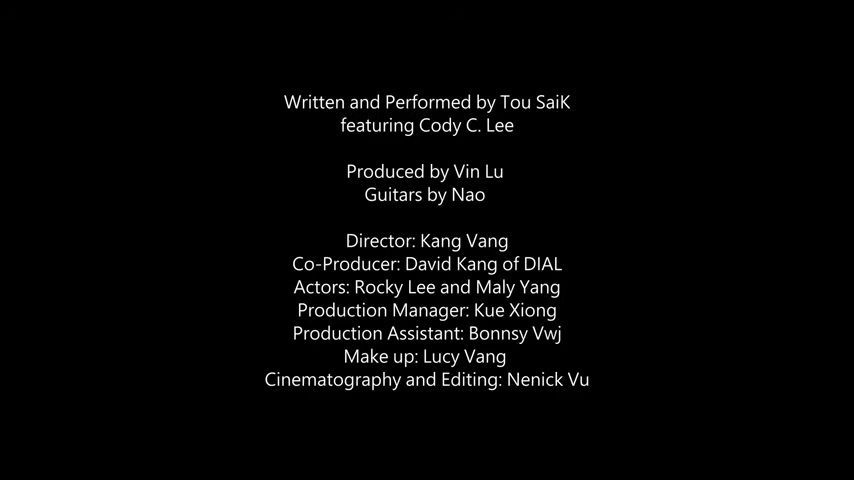 Written and Performed by Tou SaiK
featuring Cody C. Lee
Produced by Vin Lu
Guitars by Nao
Director: Kang Vang
Co-Producer: David Kang of DIAL
Actors: Rocky Lee and Maly Yang
Production Manager: Kue Xiong
Production Assistant: Bonnsy Vwj
Make up: Lucy Vang
Cinematography and Editing: Nenick Vu